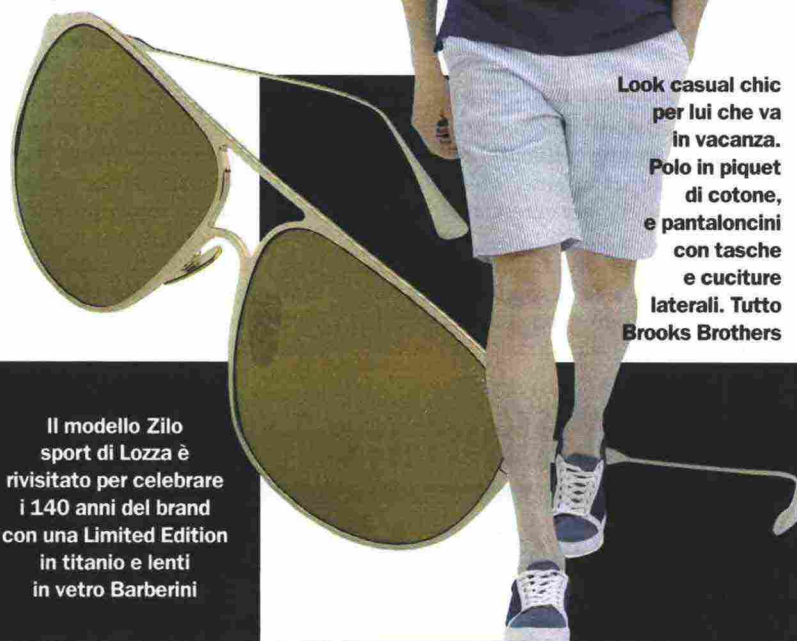 Look casual chic
per lui che va
in vacanza.
Polo in piquet
di cotone,
e pantaloncini
con tasche
e cuciture
laterali. Tutto
Brooks Brothers
Il modello Zilo
sport di Lozza è
rivisitato per celebrare
i 140 anni del brand
con una Limited Edition
in titanio e lenti
in vetro Barberini